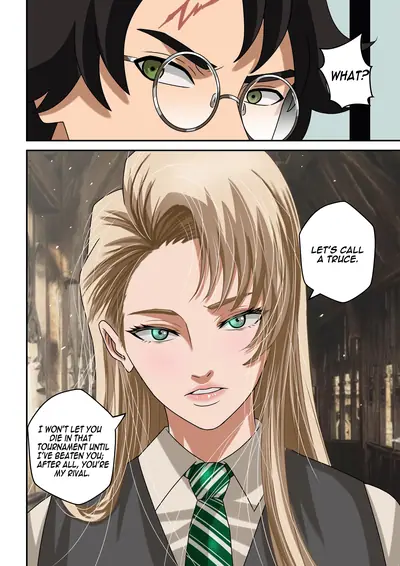 WHAT?
LET'S CALL
A TRUCE.
I WON'T LET YOU
DIE IN THAT
TOURNAMENT UNTIL
I'VE BEATEN YOU;
AFTER ALL, YOU'RE
MY RIVAL.